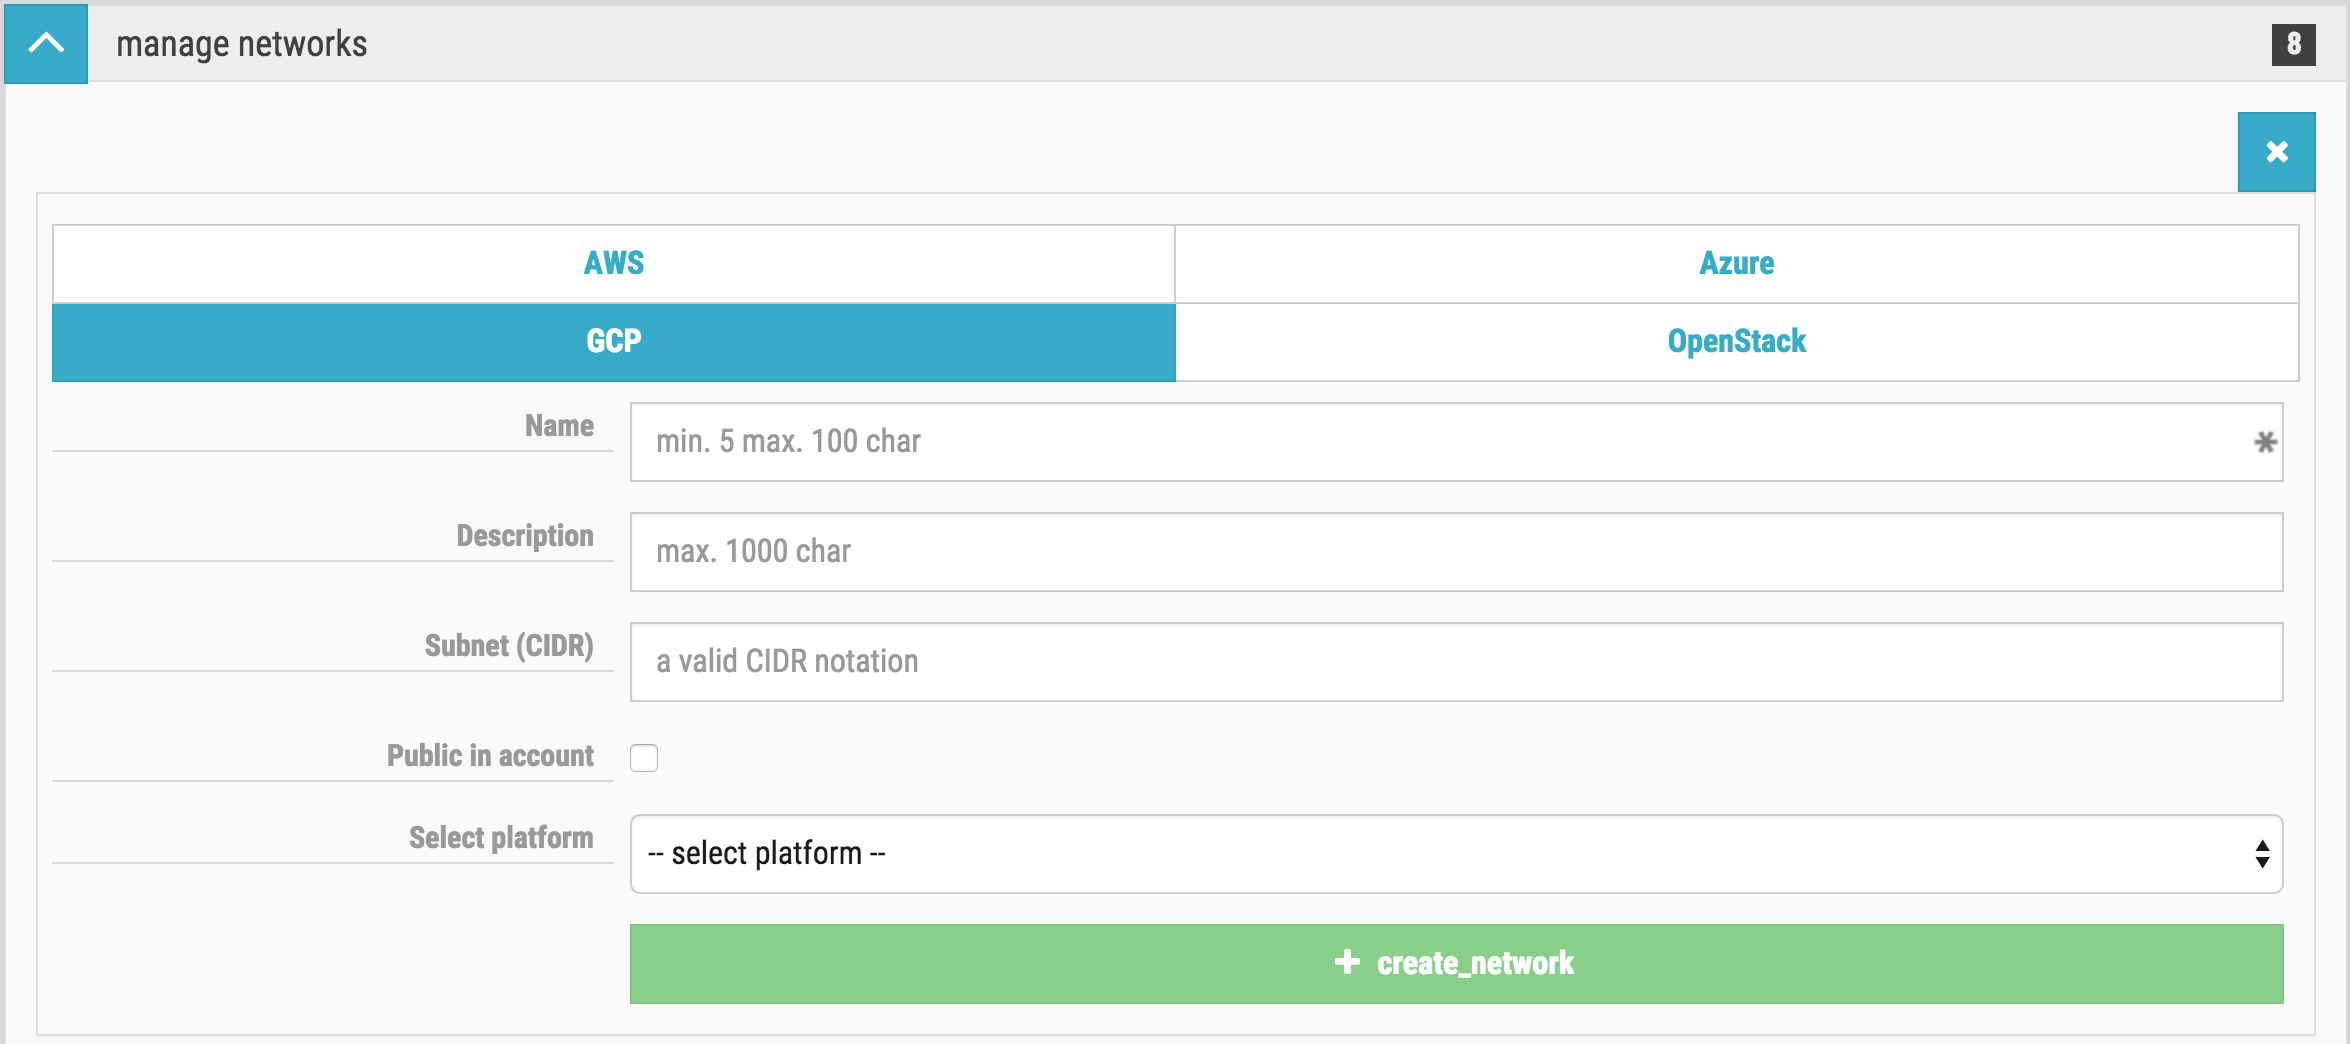 manage networks
8
AWS
Azure
GCP
OpenStack
Name
min. 5 max. 100 char
*
Description
max. 1000 char
Subnet (CIDR)
a valid CIDR notation
Public in account
Select platform
-- select platform --
+ create_network